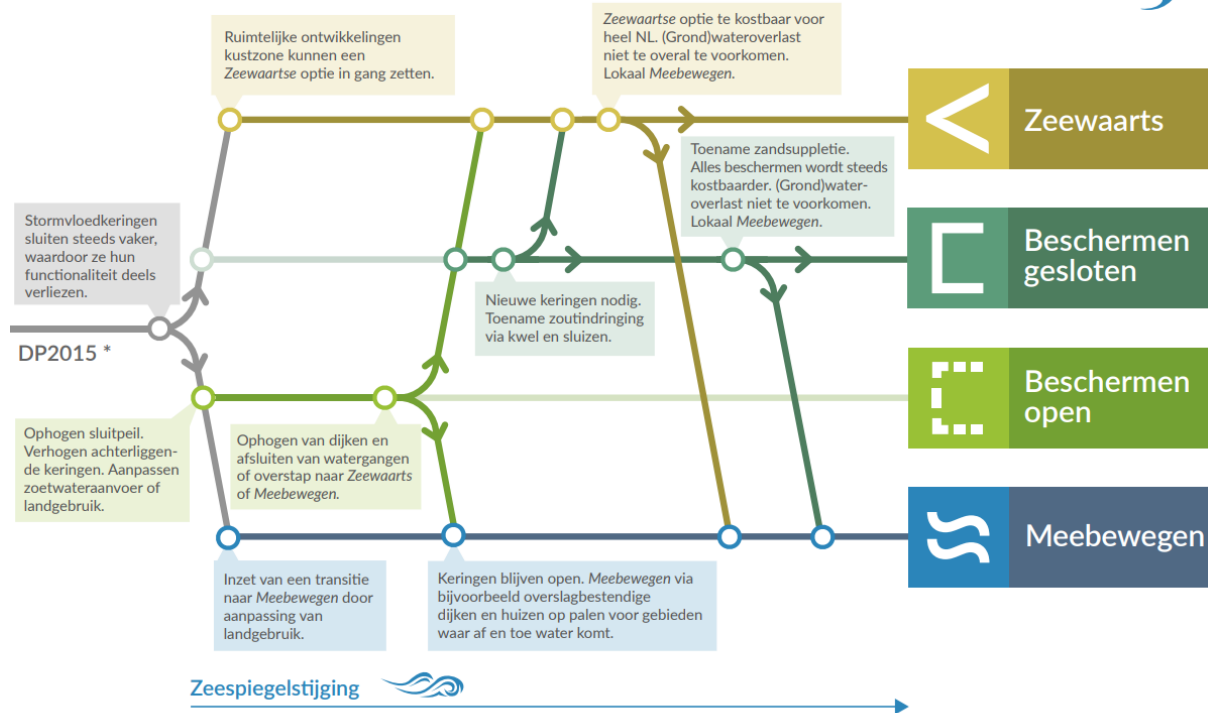 Ruimtelijke ontwikkelingen
kustzone kunnen een
Zeewaartse optie in gang zetten.
Zeewaartse optie te kostbaar voor
heel NL. (Grond)wateroverlast
niet te overal te voorkomen.
Lokaal Meebewegen.
Zeewaarts
Toename zandsuppletie.
Alles beschermen wordt steeds
kostbaarder. (Grond)water-
overlast niet te voorkomen.
Lokaal Meebewegen.
Stormvloedkeringen
sluiten steeds vaker,
waardoor ze hun
functionaliteit deels
verliezen.
Beschermen
gesloten
Nieuwe keringen nodig.
Toename zoutindringing
via kwel en sluizen.
DP2015 *
Beschermen
open
Ophogen sluitpeil.
Verhogen achterliggen-
de keringen. Aanpassen
zoetwateraanvoer of
landgebruik.
Ophogen van dijken en
afsluiten van watergangen
of overstap naar Zeewaarts
of Meebewegen.
Meebewegen
Inzet van een transitie
naar Meebewegen door
aanpassing van
landgebruik.
Keringen blijven open. Meebewegen via
bijvoorbeeld overslagbestendige
dijken en huizen op palen voor gebieden
waar af en toe water komt.
Zeespiegelstijging